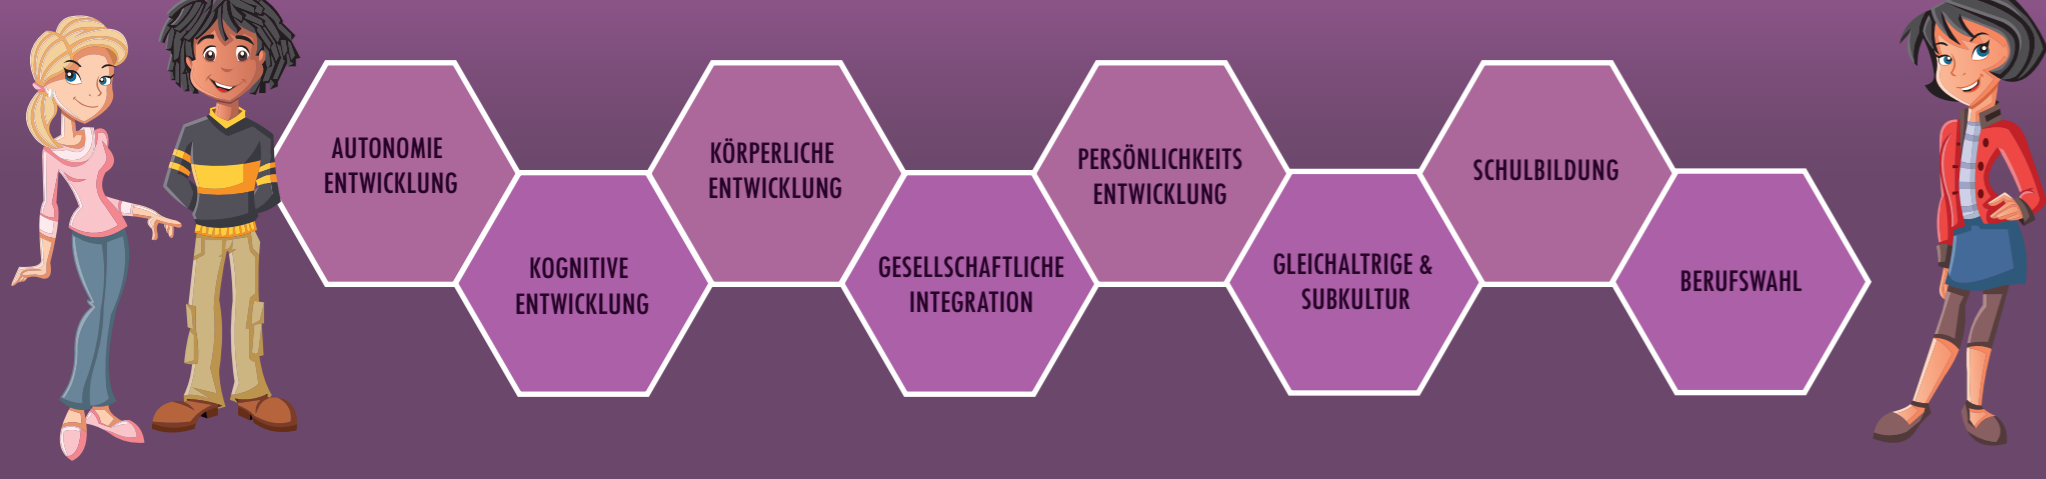 AUTONOMIE
ENTWICKLUNG
KOGNITIVE
ENTWICKLUNG
KÖRPERLICHE
ENTWICKLUNG
GESELLSCHAFTLICHE
INTEGRATION
PERSÖNLICHKEITS
ENTWICKLUNG
GLEICHALTRIGE &
SUBKULTUR
SCHULBILDUNG
BERUFSWAHL